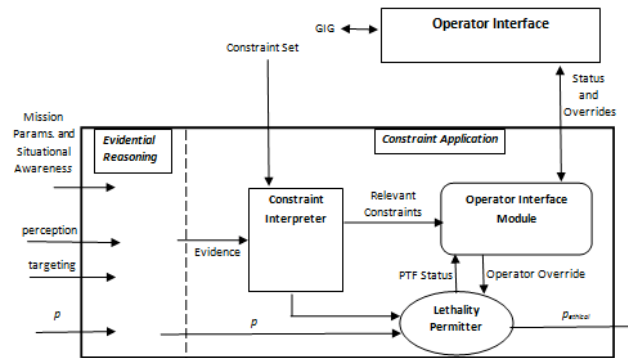 Operator Interface
GIG
Constraint Set
Status
and
Overrides
Mission
Params. and
Situational
Awareness
Evidential
Reasoning
Constraint Application
Constraint
Interpreter
Relevant
Constraints
Operator Interface
Module
perception
Evidence
targeting
PTF Status
Operator Override
p
p
Lethality
Permitter
pethical